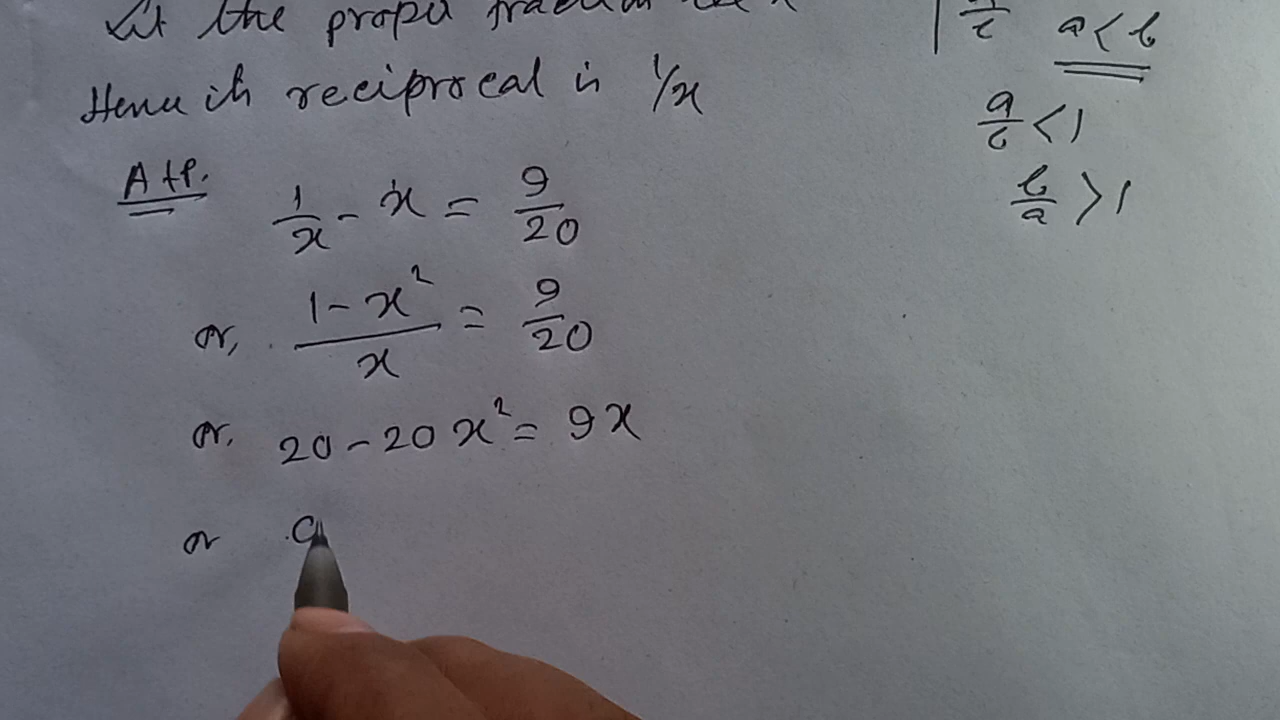 Let the proper fraction be x
Hence its reciprocal is 1/x
ATP.
1/x - x = 9/20
or, (1 - x²)/x = 9/20
or, 20 - 20x² = 9x
or
a < b
a/b < 1
b/a > 1